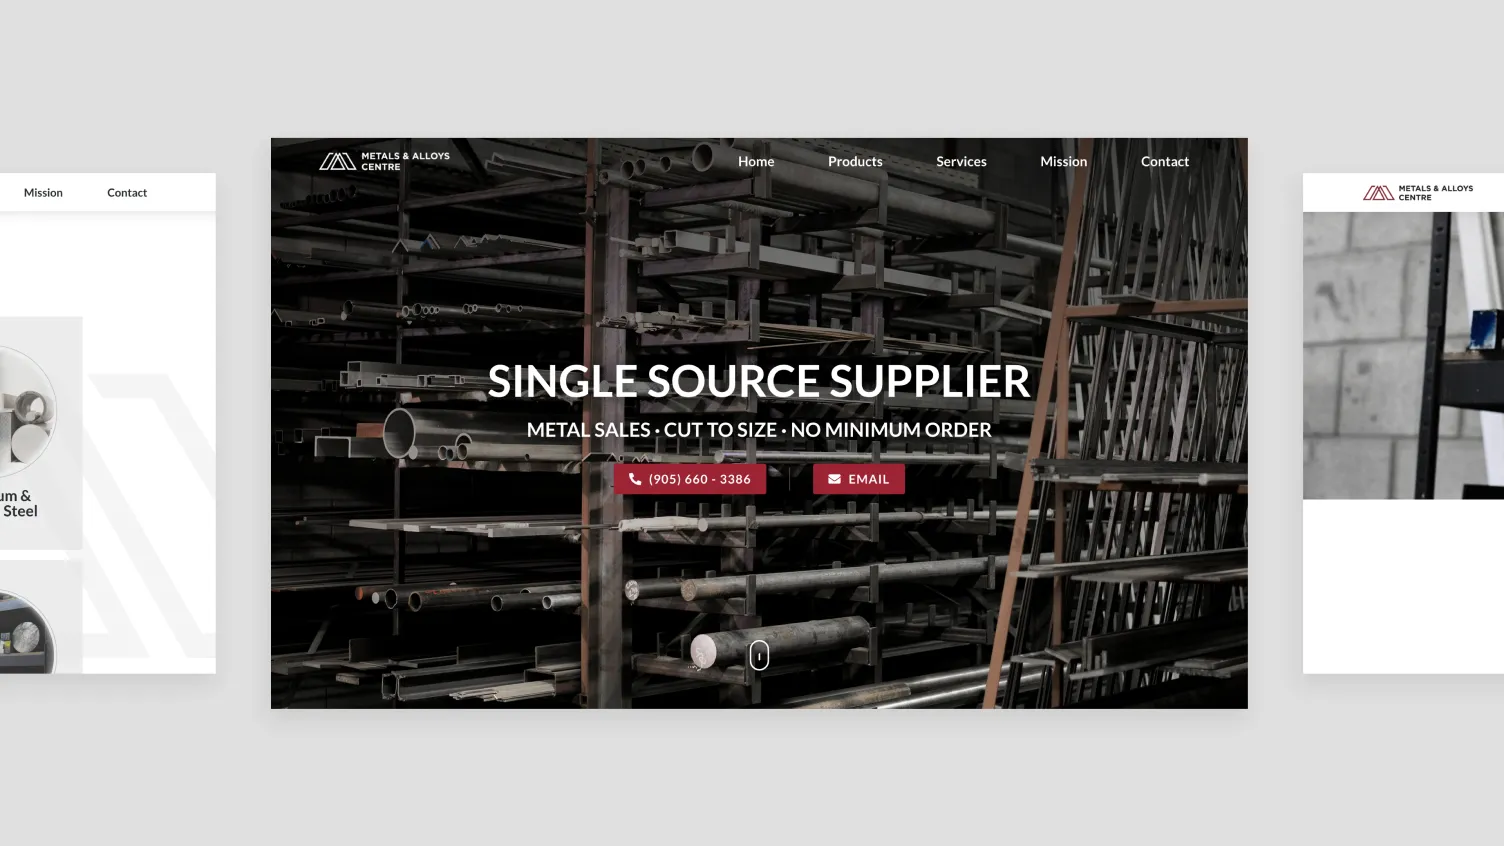 Mission
Contact
um &
Steel
METALS & ALLOYS
CENTRE
Home
Products
Services
Mission
Contact
SINGLE SOURCE SUPPLIER
METAL SALES · CUT TO SIZE · NO MINIMUM ORDER
(905) 660 - 3386
EMAIL
METALS & ALLOYS
CENTRE